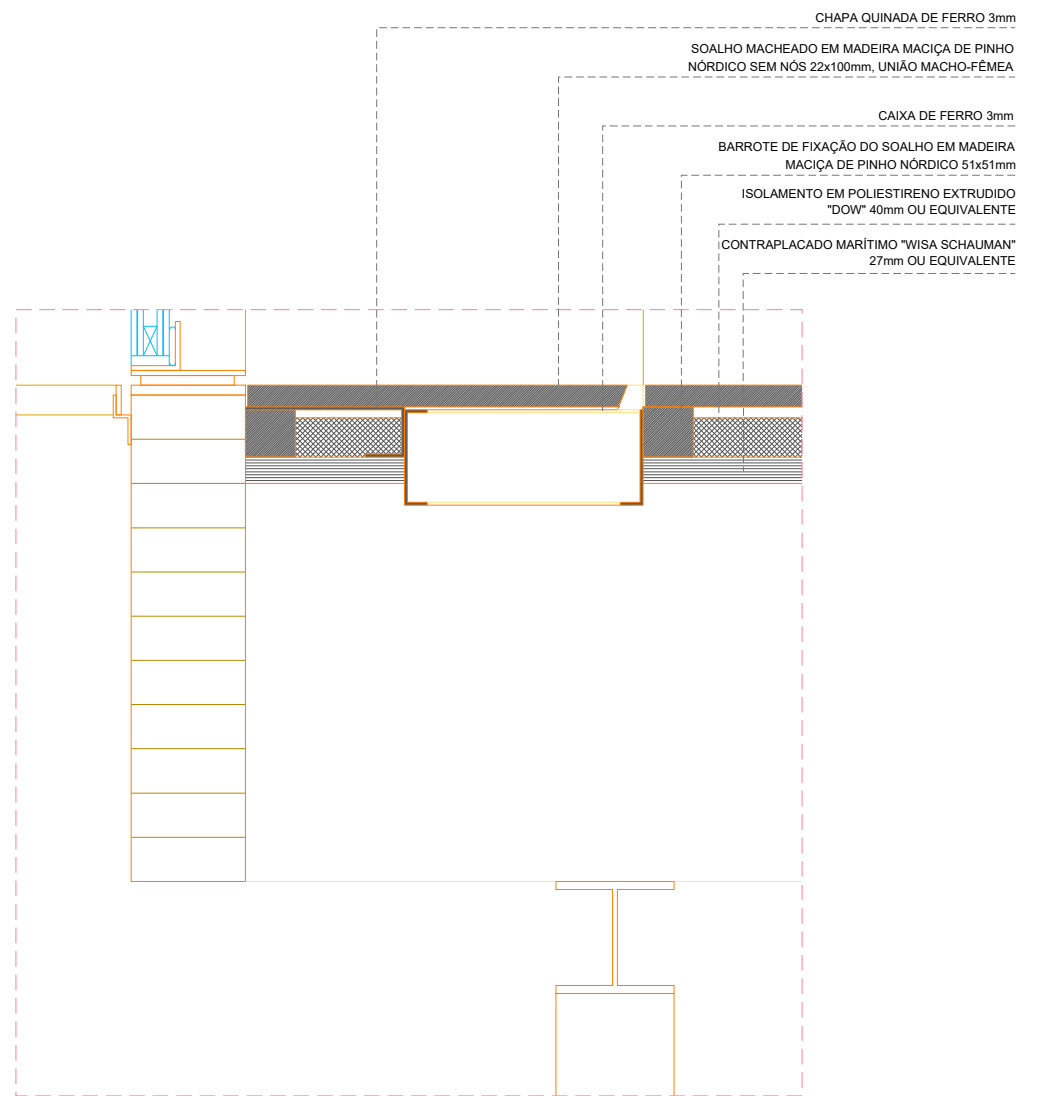 CHAPA QUINADA DE FERRO 3mm
SOALHO MACHEADO EM MADEIRA MACIÇA DE PINHO
NÓRDICO SEM NÓS 22x100mm, UNIÃO MACHO-FÊMEA
CAIXA DE FERRO 3mm
BARROTE DE FIXAÇÃO DO SOALHO EM MADEIRA
MACIÇA DE PINHO NÓRDICO 51x51mm
ISOLAMENTO EM POLIESTIRENO EXTRUDIDO
"DOW" 40mm OU EQUIVALENTE
CONTRAPLACADO MARÍTIMO "WISA SCHAUMAN"
27mm OU EQUIVALENTE